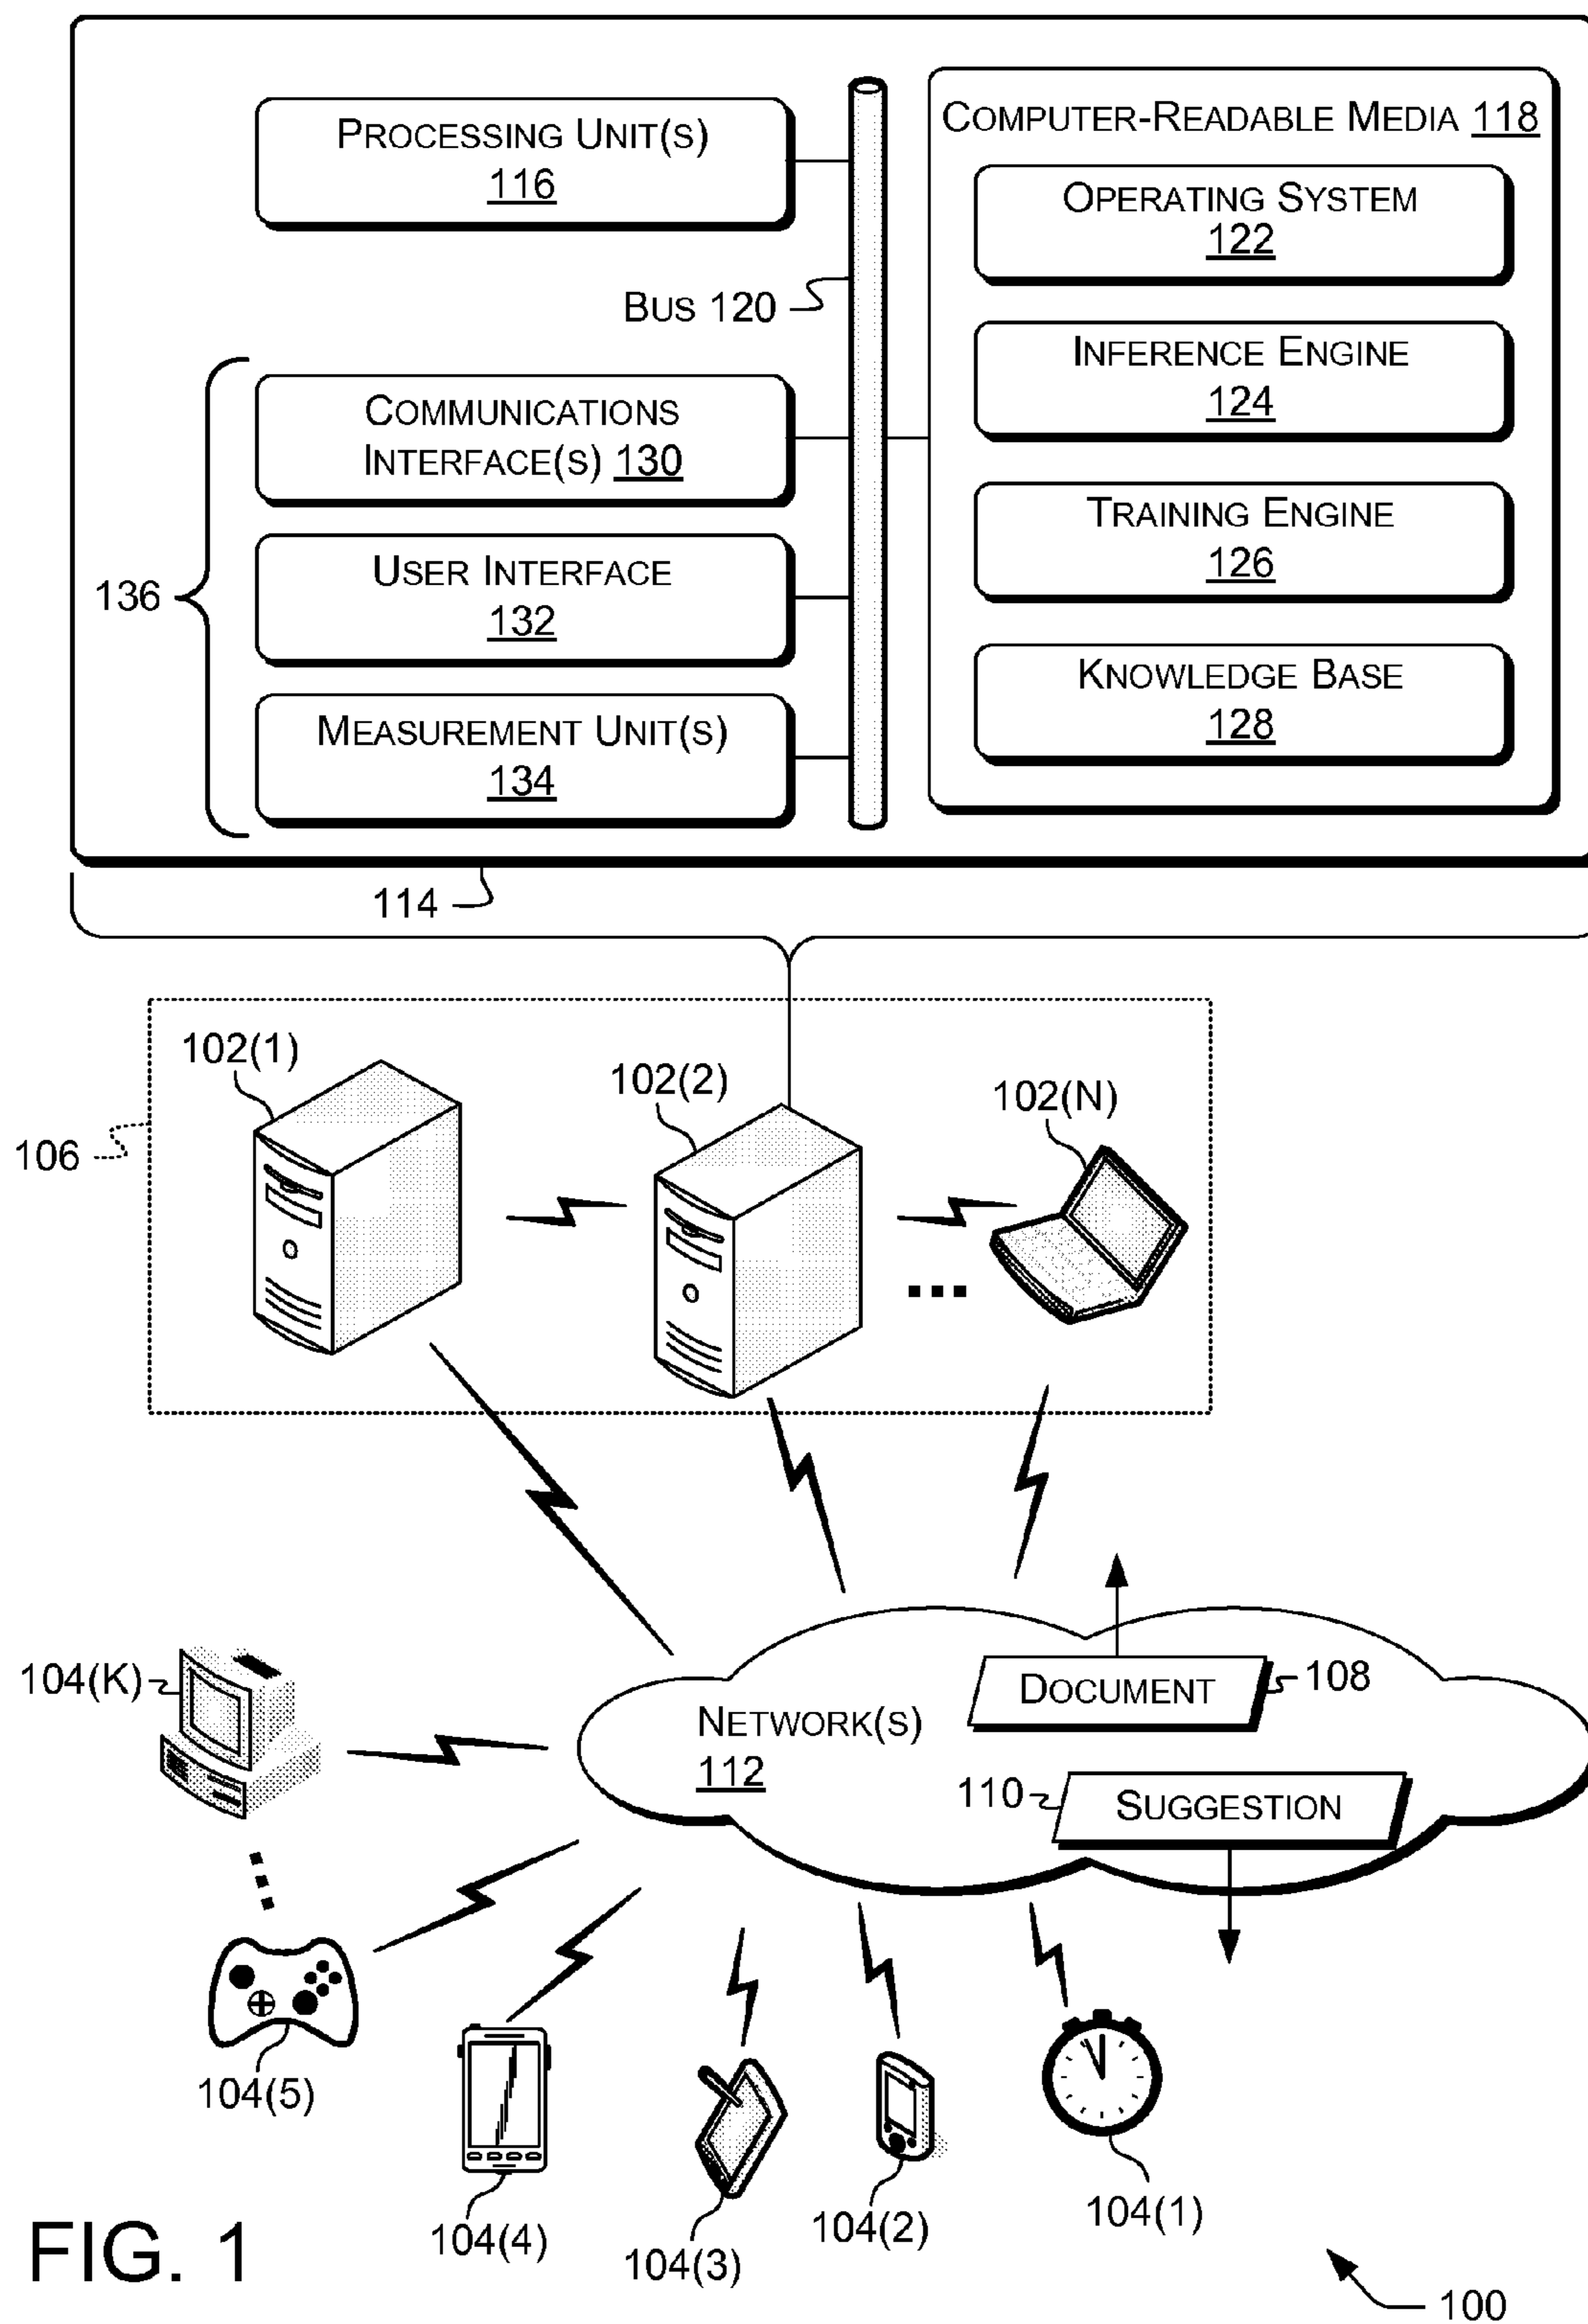 PROCESSING UNIT(S)
116
COMPUTER-READABLE MEDIA 118
OPERATING SYSTEM
122
BUS 120
INFERENCE ENGINE
124
COMMUNICATIONS
INTERFACE(S) 130
TRAINING ENGINE
126
136
USER INTERFACE
132
KNOWLEDGE BASE
128
MEASUREMENT UNIT(S)
134
114
102(1)
102(2)
102(N)
106
104(K)
NETWORK(S)
112
DOCUMENT
108
110
SUGGESTION
104(5)
104(4)
104(3)
104(2)
104(1)
FIG. 1
100